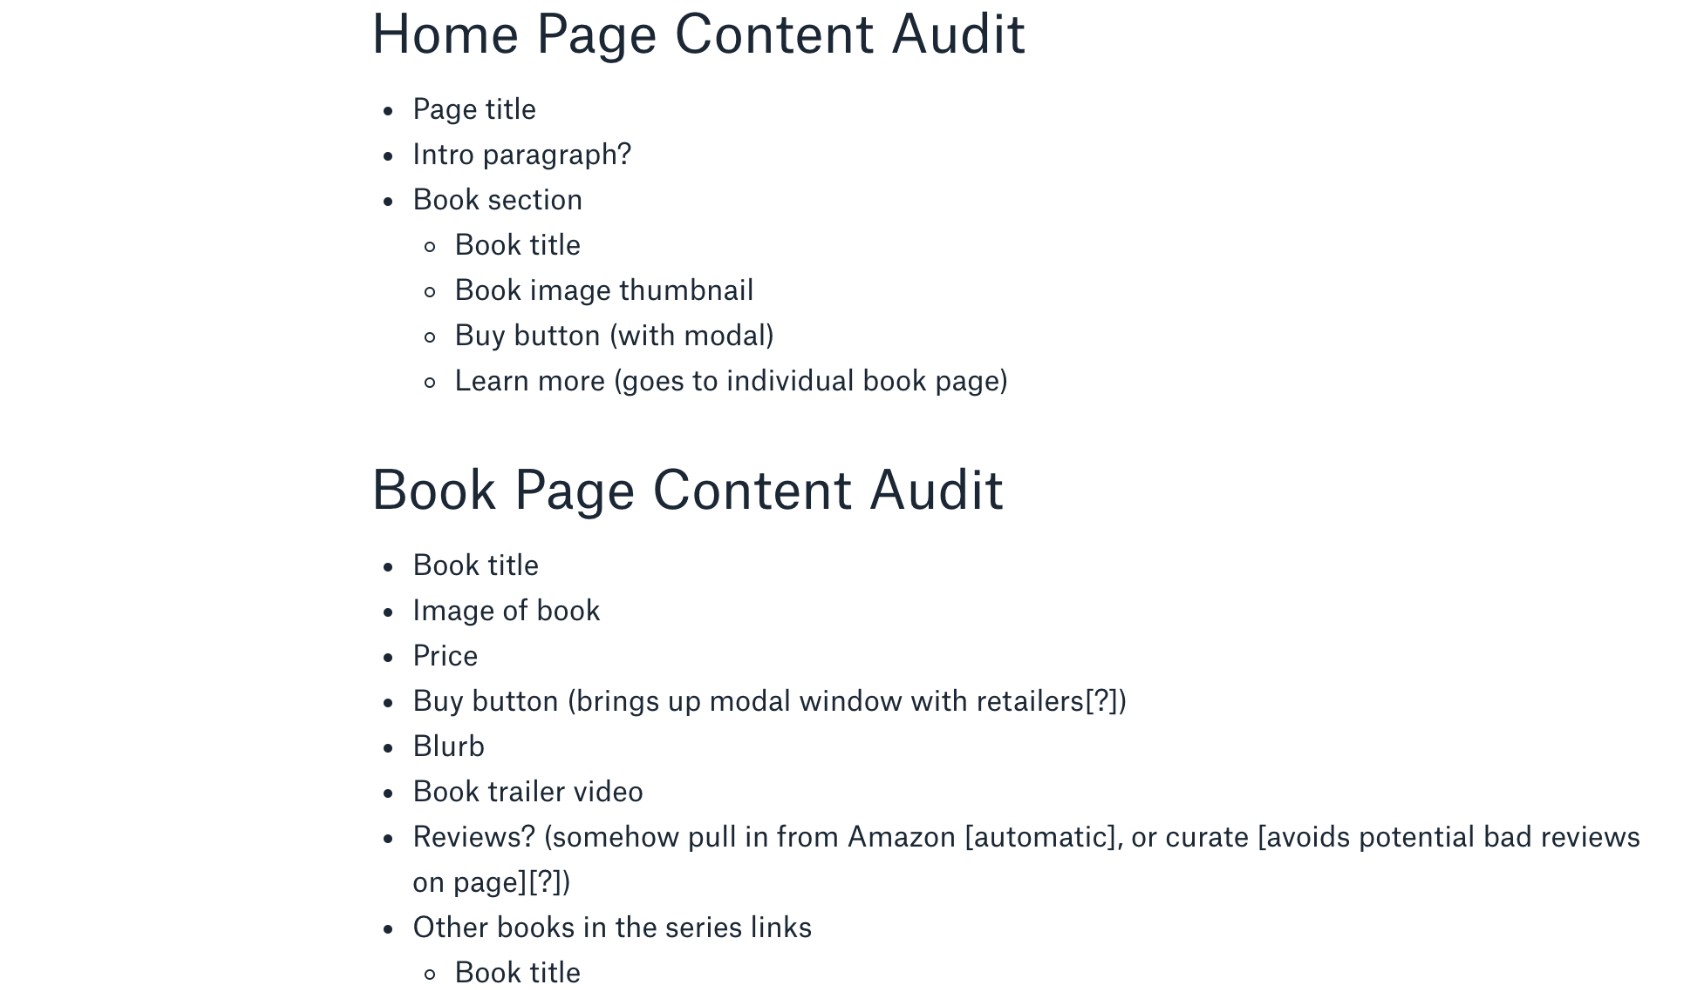 Home Page Content Audit
Page title
Intro paragraph?
Book section
Book title
Book image thumbnail
Buy button (with modal)
Learn more (goes to individual book page)
Book Page Content Audit
Book title
Image of book
Price
Buy button (brings up modal window with retailers[?])
Blurb
Book trailer video
Reviews? (somehow pull in from Amazon [automatic], or curate [avoids potential bad reviews
on page][?])
Other books in the series links
Book title